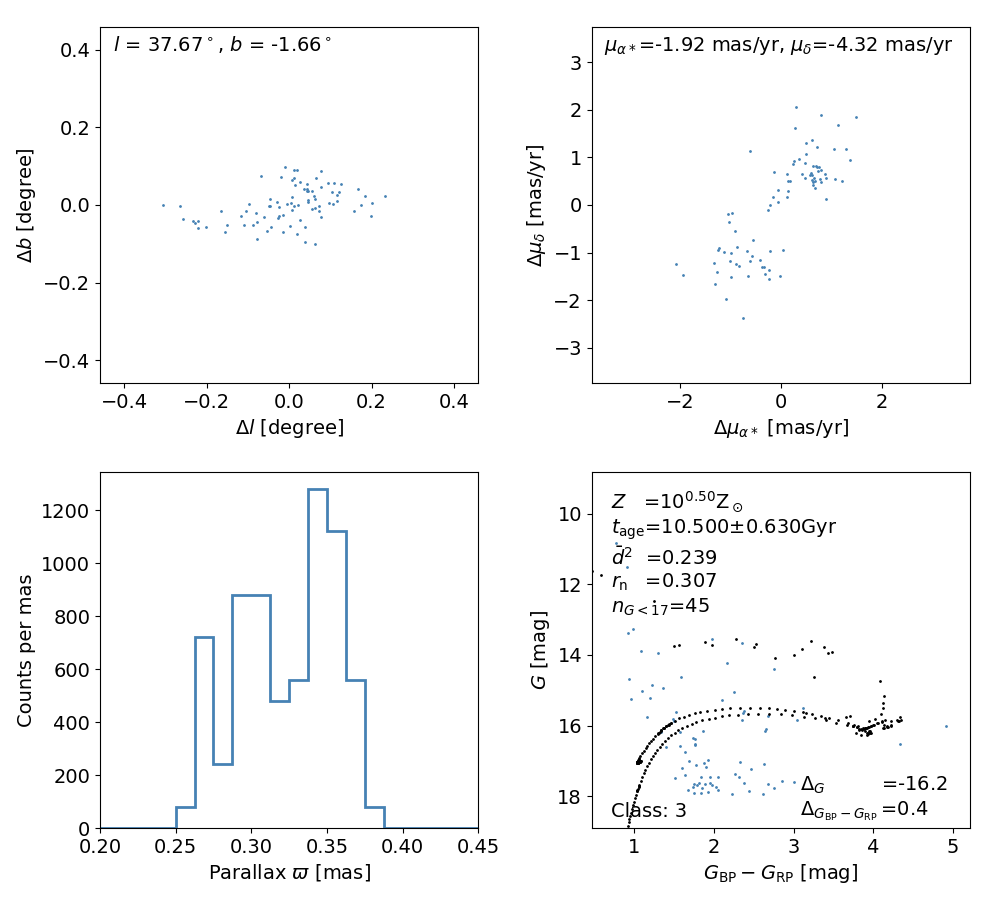 l = 37.67°, b = -1.66°
0.4
0.2
0.0
−0.2
−0.4
Δb [degree]
−0.4 −0.2 0.0 0.2 0.4
Δl [degree]
μα*=-1.92 mas/yr, μδ=-4.32 mas/yr
3
2
1
0
−1
−2
−3
Δμδ [mas/yr]
−2 0 2
Δμα* [mas/yr]
1200
1000
800
600
400
200
0
Counts per mas
0.20 0.25 0.30 0.35 0.40 0.45
Parallax ϖ [mas]
Z =10^0.50 Z⊙
t_age=10.500±0.630Gyr
d̄² =0.239
r_n =0.307
n_G<17=45
Δ_G =-16.2
Δ_GBP−GRP =0.4
Class: 3
10
12
14
16
18
G [mag]
1 2 3 4 5
G_BP − G_RP [mag]